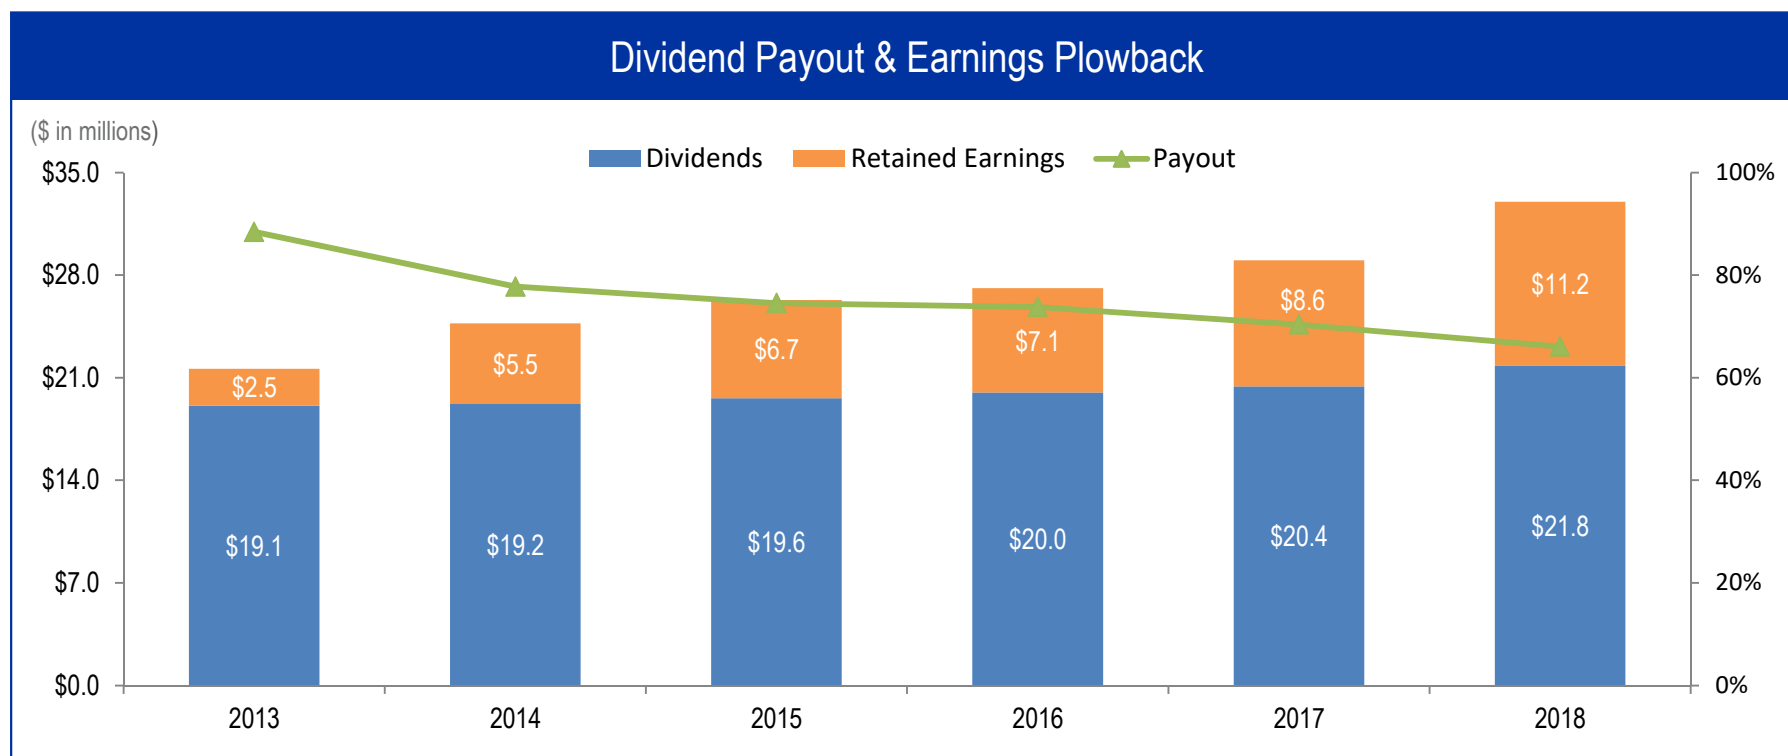 Dividend Payout & Earnings Plowback
($ in millions)
Dividends Retained Earnings Payout
$35.0 100%
$28.0 80%
$21.0 60%
$14.0 40%
$7.0 20%
$0.0 0%
$2.5 $5.5 $6.7 $7.1 $8.6 $11.2
$19.1 $19.2 $19.6 $20.0 $20.4 $21.8
2013 2014 2015 2016 2017 2018